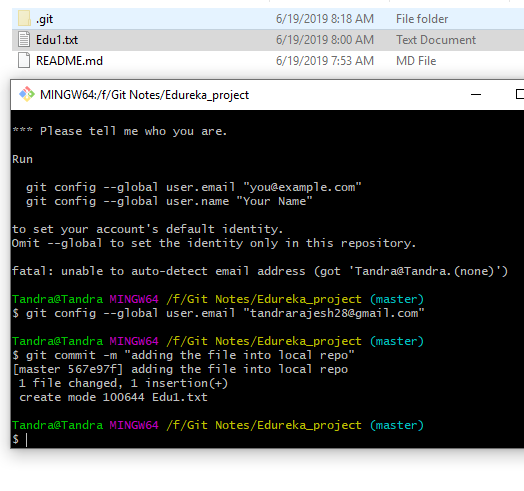 .git 6/19/2019 8:18 AM File folder
Edu1.txt 6/19/2019 8:00 AM Text Document
README.md 6/19/2019 7:53 AM MD File
MINGW64:/f/Git Notes/Edureka_project
*** Please tell me who you are.
Run
git config --global user.email "you@example.com"
git config --global user.name "Your Name"
to set your account's default identity.
Omit --global to set the identity only in this repository.
fatal: unable to auto-detect email address (got 'Tandra@Tandra.(none)')
Tandra@Tandra MINGW64 /f/Git Notes/Edureka_project (master)
$ git config --global user.email "tandrarajesh28@gmail.com"
Tandra@Tandra MINGW64 /f/Git Notes/Edureka_project (master)
$ git commit -m "adding the file into local repo"
[master 567e97f] adding the file into local repo
1 file changed, 1 insertion(+)
create mode 100644 Edu1.txt
Tandra@Tandra MINGW64 /f/Git Notes/Edureka_project (master)
$